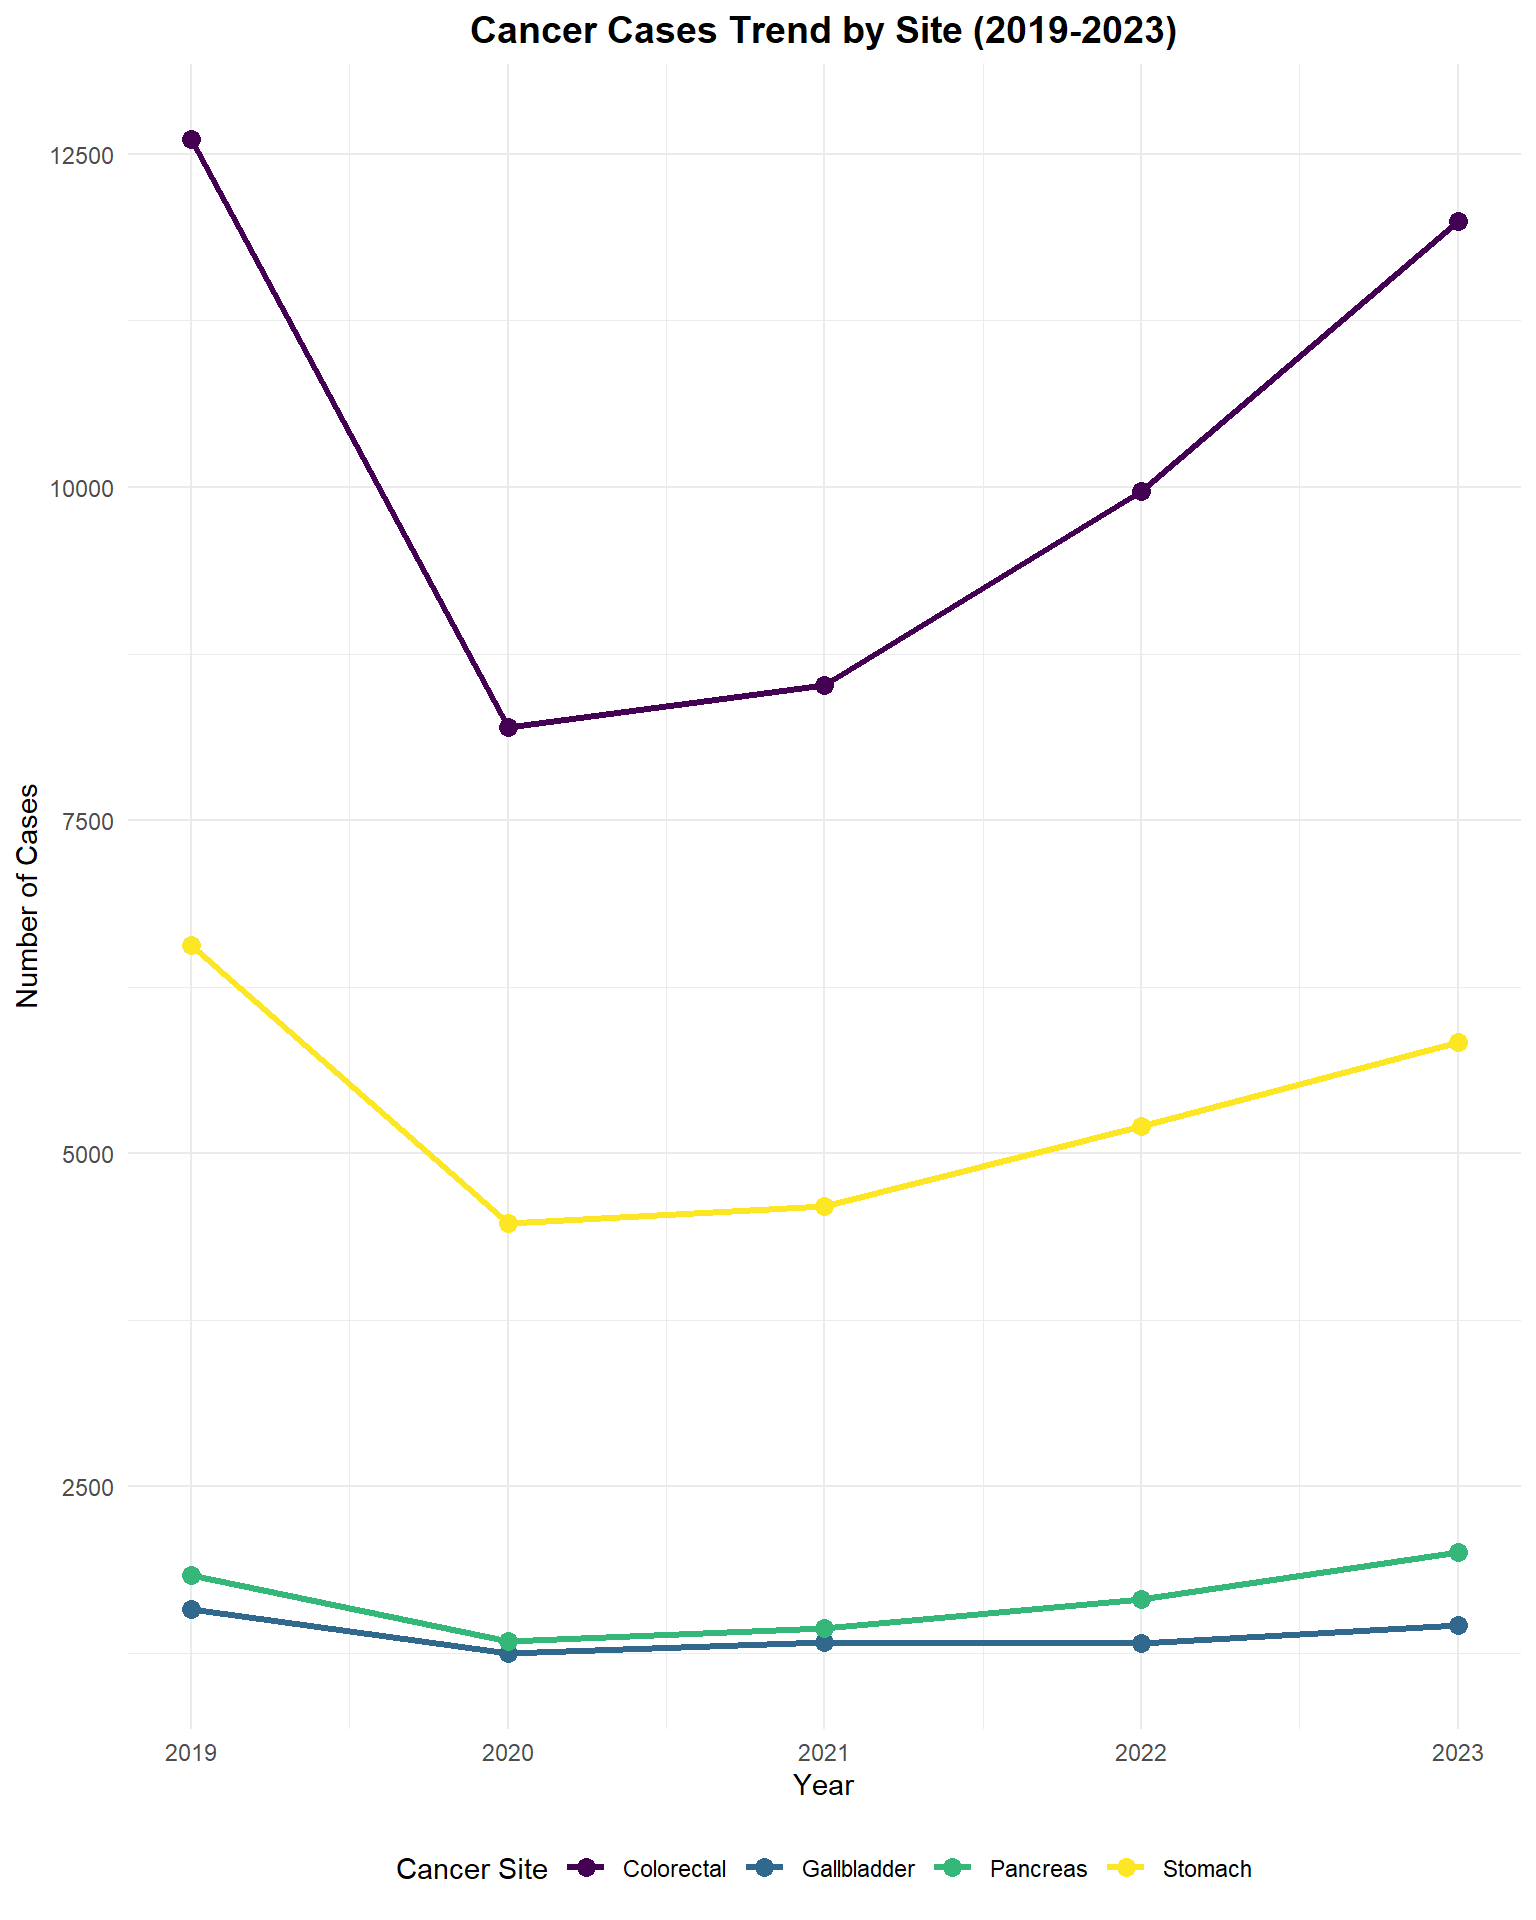 Cancer Cases Trend by Site (2019-2023)
Number of Cases
12500
10000
7500
5000
2500
2019 2020 2021 2022 2023
Year
Cancer Site Colorectal Gallbladder Pancreas Stomach